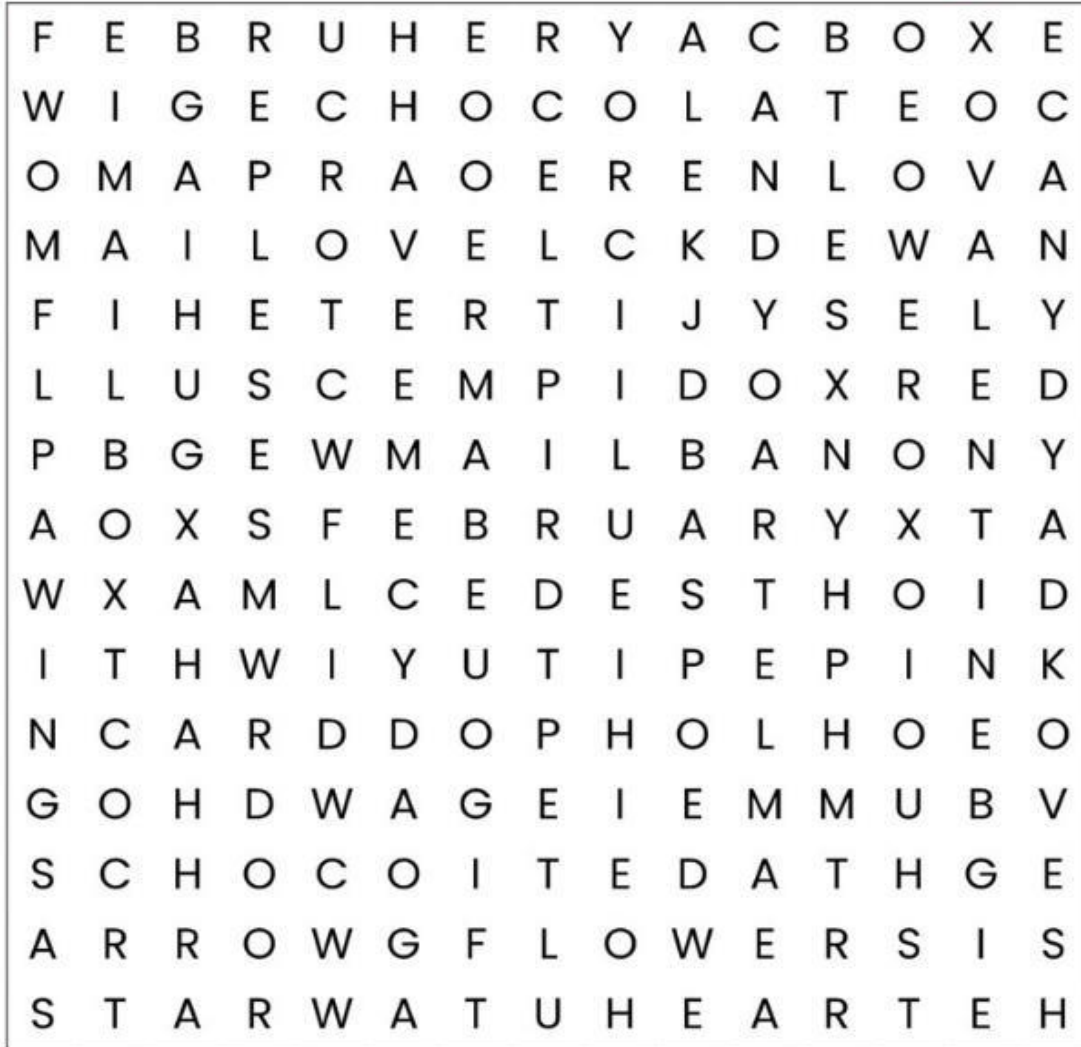 F E B R U H E R Y A C B O X E
W I G E C H O C O L A T E O C
O M A P R A O E R E N L O V A
M A I L O V E L C K D E W A N
F I H E T E R T I J Y S E L Y
L L U S C E M P I D O X R E D
P B G E W M A I L B A N O N Y
A O X S F E B R U A R Y X T A
W X A M L C E D E S T H O I D
I T H W I Y U T I P E P I N K
N C A R D D O P H O L H O E O
G O H D W A G E I E M M U B V
S C H O C O I T E D A T H G E
A R R O W G F L O W E R S I S
S T A R W A T U H E A R T E H